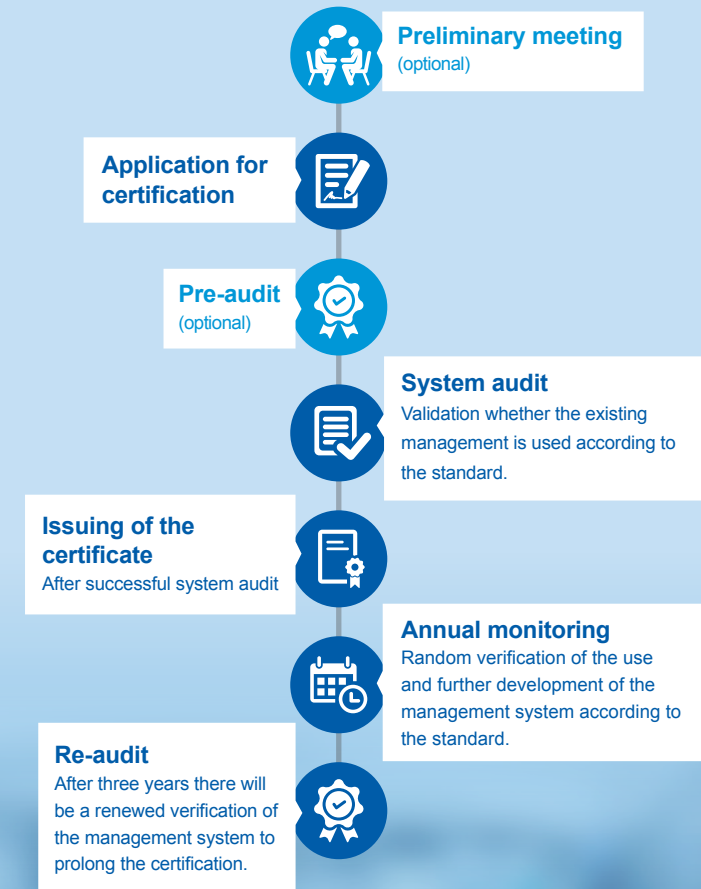 Preliminary meeting
(optional)
Application for
certification
Pre-audit
(optional)
System audit
Validation whether the existing
management is used according to
the standard.
Issuing of the
certificate
After successful system audit
Annual monitoring
Random verification of the use
and further development of the
management system according to
the standard.
Re-audit
After three years there will
be a renewed verification of
the management system to
prolong the certification.